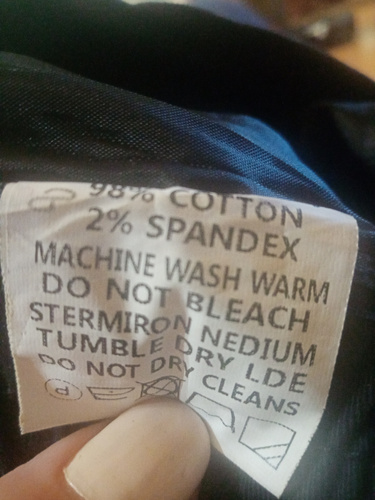 98% COTTON
2% SPANDEX
MACHINE WASH WARM
DO NOT BLEACH
STERMIRON NEDIUM
TUMBLE DRY LDE
DO NOT DRY CLEANS